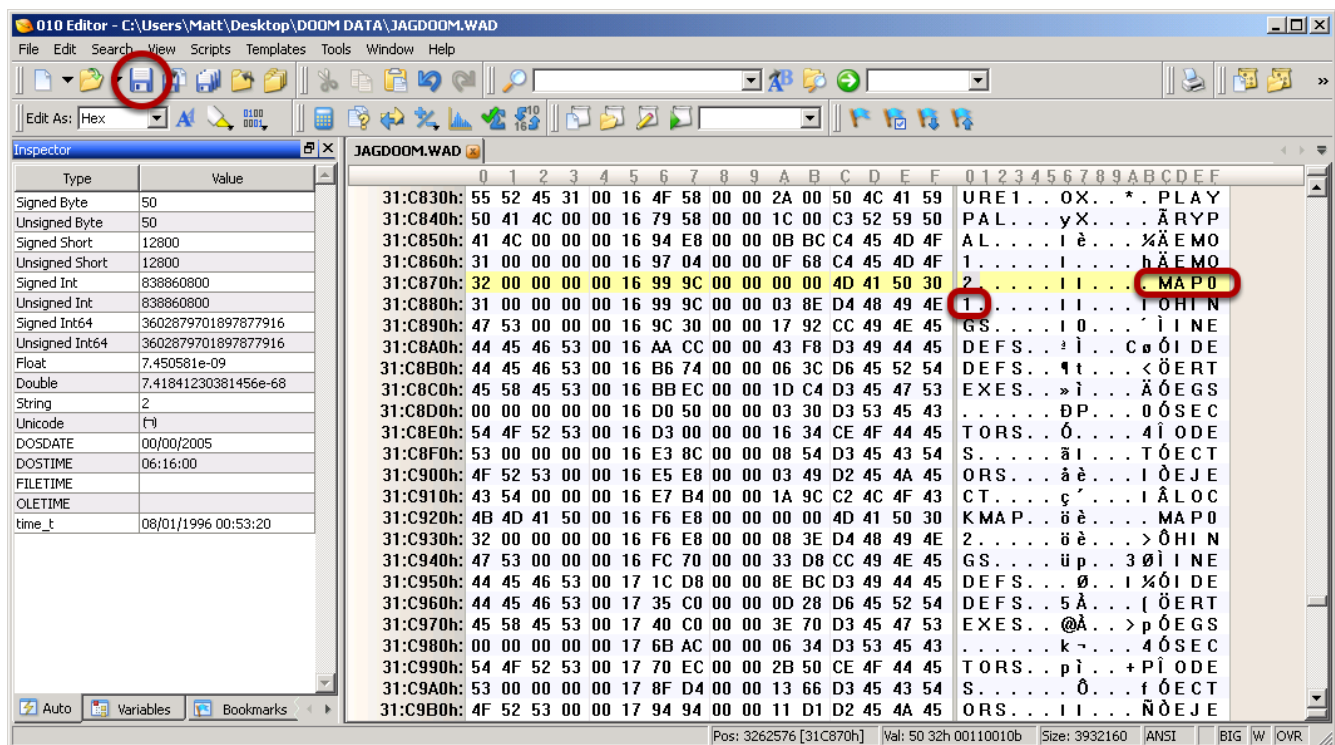 010 Editor - C:\Users\Matt\Desktop\DOOM DATA\JAGDOOM.WAD
File Edit Search View Scripts Templates Tools Window Help
Edit As: Hex
Inspector
JAGDOOM.WAD
Type Value
Signed Byte 50
Unsigned Byte 50
Signed Short 12800
Unsigned Short 12800
Signed Int 838860800
Unsigned Int 838860800
Signed Int64 3602879701897877916
Unsigned Int64 3602879701897877916
Float 7.450581e-09
Double 7.41841230381456e-68
String 2
Unicode
DOSDATE 00/00/2005
DOSTIME 06:16:00
FILETIME
OLETIME
time_t 08/01/1996 00:53:20
Auto Variables Bookmarks
0 1 2 3 4 5 6 7 8 9 A B C D E F 0 1 2 3 4 5 6 7 8 9 A B C D E F
31:C830h: 55 52 45 31 00 16 4F 58 00 00 2A 00 50 4C 41 59 URE1..OX..*.PLAY
31:C840h: 50 41 4C 00 00 16 79 58 00 00 1C 00 C3 52 59 50 PAL...yX....ÃRYP
31:C850h: 41 4C 00 00 00 16 94 E8 00 00 0B BC C4 45 4D 4F AL....lè...¼ÄEMO
31:C860h: 31 00 00 00 00 16 97 04 00 00 0F 68 C4 45 4D 4F 1.....l....hÄEMO
31:C870h: 32 00 00 00 00 16 99 9C 00 00 00 00 4D 41 50 30 2.....ll....MAP0
31:C880h: 31 00 00 00 00 16 99 9C 00 00 03 8E D4 48 49 4E 1.....ll...lÔHIN
31:C890h: 47 53 00 00 00 16 9C 30 00 00 17 92 CC 49 4E 45 GS....l0...´ÌINE
31:C8A0h: 44 45 46 53 00 16 AA CC 00 00 43 F8 D3 49 44 45 DEFS..ªÌ..CøÓIDE
31:C8B0h: 44 45 46 53 00 16 B6 74 00 00 06 3C D6 45 52 54 DEFS..¶t...<ÖERT
31:C8C0h: 45 58 45 53 00 16 BB EC 00 00 1D C4 D3 45 47 53 EXES..»ì...ÄÓEGS
31:C8D0h: 00 00 00 00 00 16 D0 50 00 00 03 30 D3 53 45 43 ......ÐP...0ÓSEC
31:C8E0h: 54 4F 52 53 00 16 D3 00 00 00 16 34 CE 4F 44 45 TORS..Ó....4ÎODE
31:C8F0h: 53 00 00 00 00 16 E3 8C 00 00 08 54 D3 45 43 54 S.....ãl...TÓECT
31:C900h: 4F 52 53 00 00 16 E5 E8 00 00 03 49 D2 45 4A 45 ORS...åè...IÒEJE
31:C910h: 43 54 00 00 00 16 E7 B4 00 00 1A 9C C2 4C 4F 43 CT....ç´...lÂLOC
31:C920h: 4B 4D 41 50 00 16 F6 E8 00 00 00 00 4D 41 50 30 KMAP..öè....MAP0
31:C930h: 32 00 00 00 00 16 F6 E8 00 00 08 3E D4 48 49 4E 2.....öè...>ÔHIN
31:C940h: 47 53 00 00 00 16 FC 70 00 00 33 D8 CC 49 4E 45 GS....üp..3ØÌINE
31:C950h: 44 45 46 53 00 17 1C D8 00 00 8E BC D3 49 44 45 DEFS...Ø..l¼ÓIDE
31:C960h: 44 45 46 53 00 17 35 C0 00 00 0D 28 D6 45 52 54 DEFS..5À...(ÖERT
31:C970h: 45 58 45 53 00 17 40 C0 00 00 3E 70 D3 45 47 53 EXES..@À..>pÓEGS
31:C980h: 00 00 00 00 00 17 6B AC 00 00 06 34 D3 53 45 43 ......k¬...4ÓSEC
31:C990h: 54 4F 52 53 00 17 70 EC 00 00 2B 50 CE 4F 44 45 TORS..pì..+PÎODE
31:C9A0h: 53 00 00 00 00 17 8F D4 00 00 13 66 D3 45 43 54 S......Ô...fÓECT
31:C9B0h: 4F 52 53 00 00 17 94 94 00 00 11 D1 D2 45 4A 45 ORS...ll...ÑÒEJE
Pos: 3262576 [31C870h] Val: 50 32h 00110010b Size: 3932160 ANSI BIG W OVR